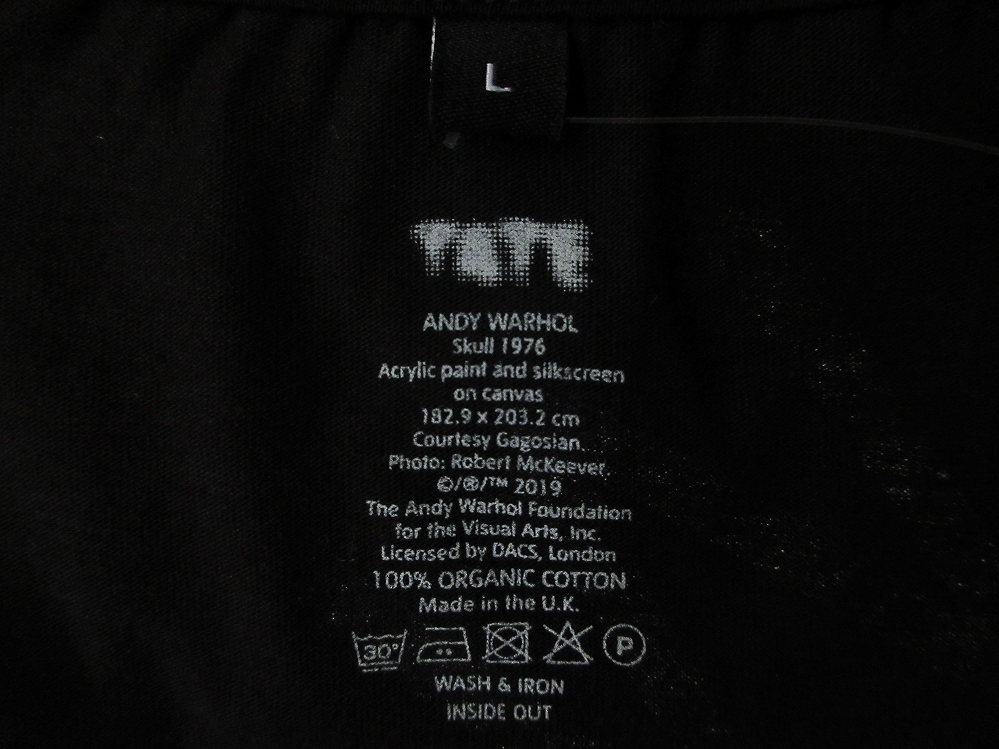 L
TATE
ANDY WARHOL
Skull 1976
Acrylic paint and silkscreen
on canvas
182.9 x 203.2 cm
Courtesy Gagosian.
Photo: Robert McKeever.
©/®/™ 2019
The Andy Warhol Foundation
for the Visual Arts, Inc.
Licensed by DACS, London
100% ORGANIC COTTON
Made in the U.K.
30° P
WASH & IRON
INSIDE OUT